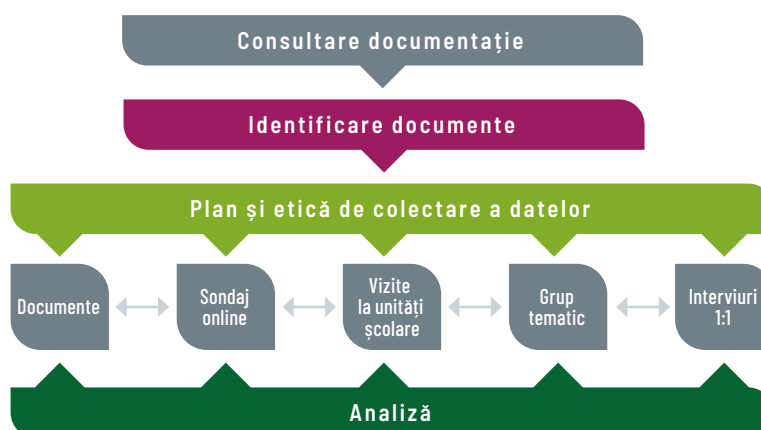 Consultare documentație
Identificare documente
Plan și etică de colectare a datelor
Documente
Sondaj
online
Vizite
la unități
școlare
Grup
tematic
Interviuri
1:1
Analiză